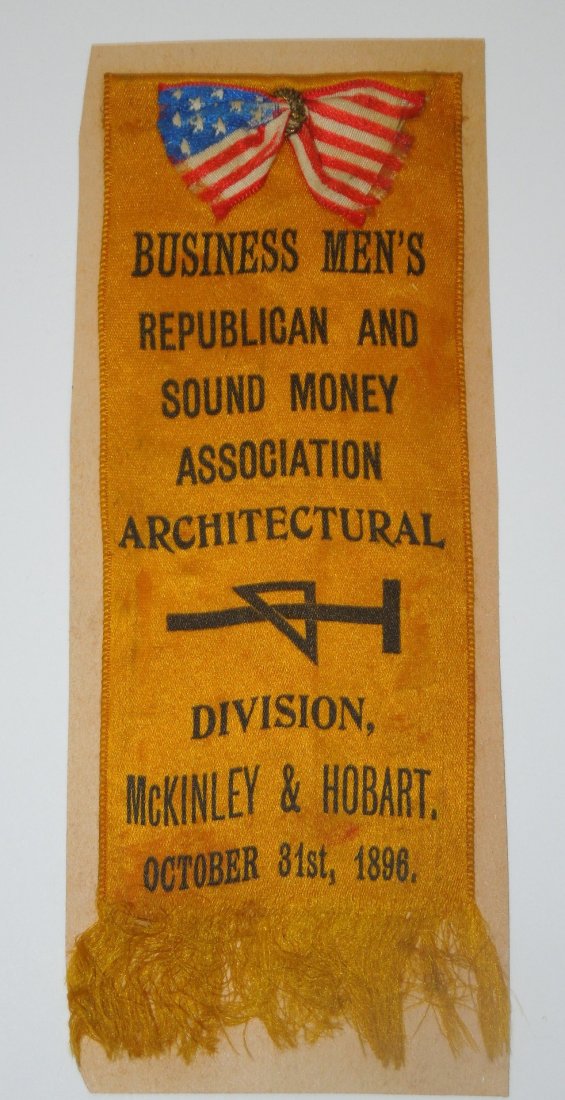 BUSINESS MEN'S
REPUBLICAN AND
SOUND MONEY
ASSOCIATION
ARCHITECTURAL
DIVISION,
McKINLEY & HOBART.
OCTOBER 31st, 1896.